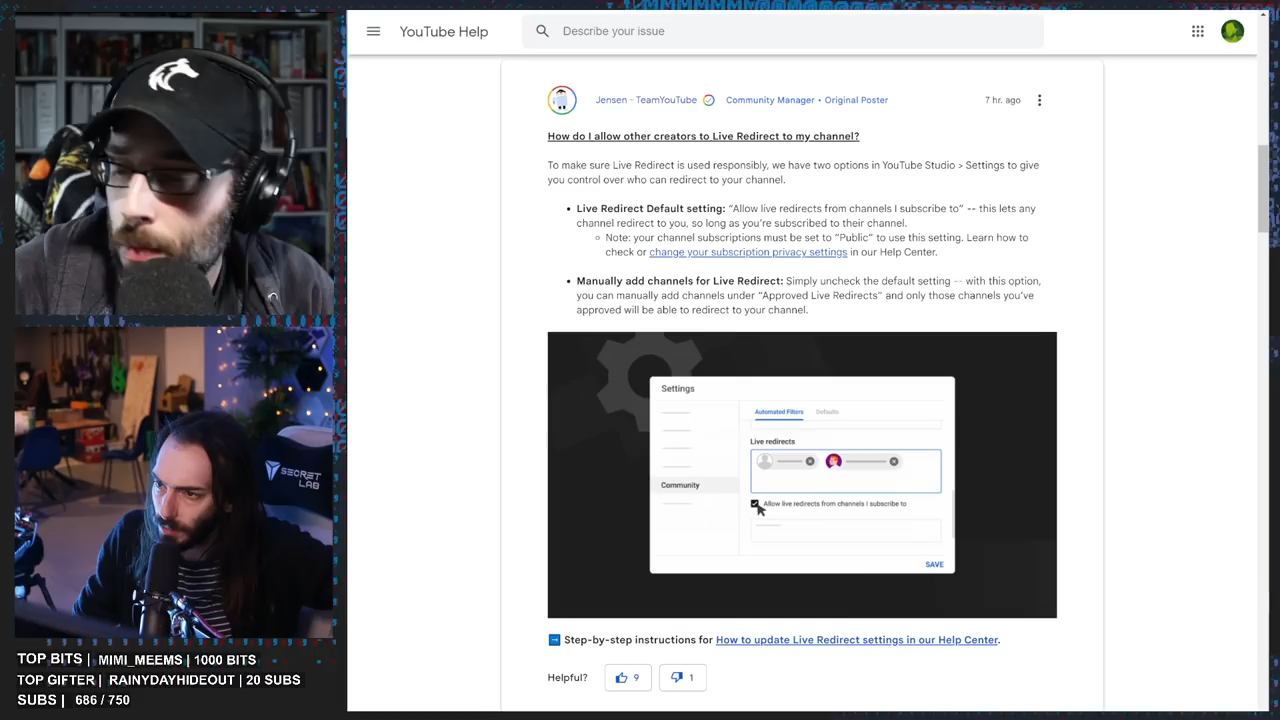 YouTube Help
Describe your issue
Jensen - TeamYouTube
Community Manager • Original Poster
7 hr. ago
How do I allow other creators to Live Redirect to my channel?
To make sure Live Redirect is used responsibly, we have two options in YouTube Studio > Settings to give
you control over who can redirect to your channel.
• Live Redirect Default setting: “Allow live redirects from channels I subscribe to” -- this lets any
channel redirect to you, so long as you’re subscribed to their channel.
◦ Note: your channel subscriptions must be set to “Public” to use this setting. Learn how to
check or change your subscription privacy settings in our Help Center.
• Manually add channels for Live Redirect: Simply uncheck the default setting -- with this option,
you can manually add channels under “Approved Live Redirects” and only those channels you’ve
approved will be able to redirect to your channel.
Settings
Automated Filters Defaults
Live redirects
Community
Allow live redirects from channels I subscribe to
SAVE
Step-by-step instructions for How to update Live Redirect settings in our Help Center.
Helpful? 9 1
SECRET
LAB
TOP BITS | MIMI_MEEMS | 1000 BITS
TOP GIFTER | RAINYDAYHIDEOUT | 20 SUBS
SUBS | 686 / 750